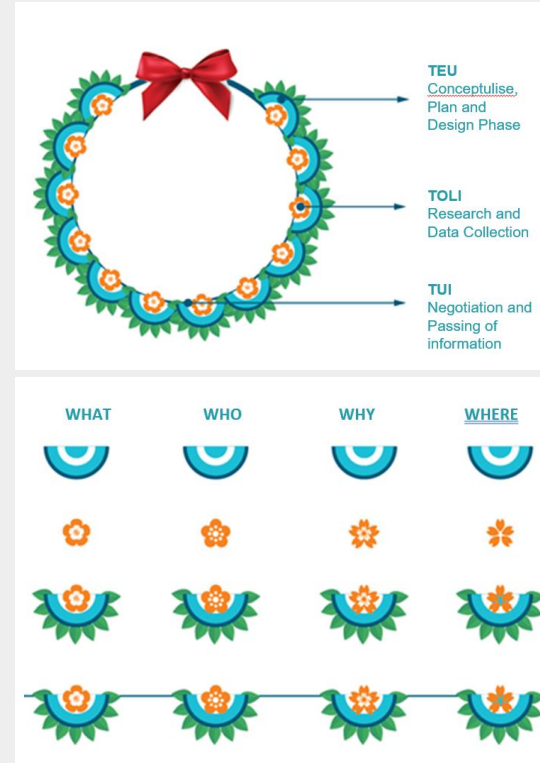 TEU
Conceptulise,
Plan and
Design Phase
TOLI
Research and
Data Collection
TUI
Negotiation and
Passing of
information
WHAT WHO WHY WHERE